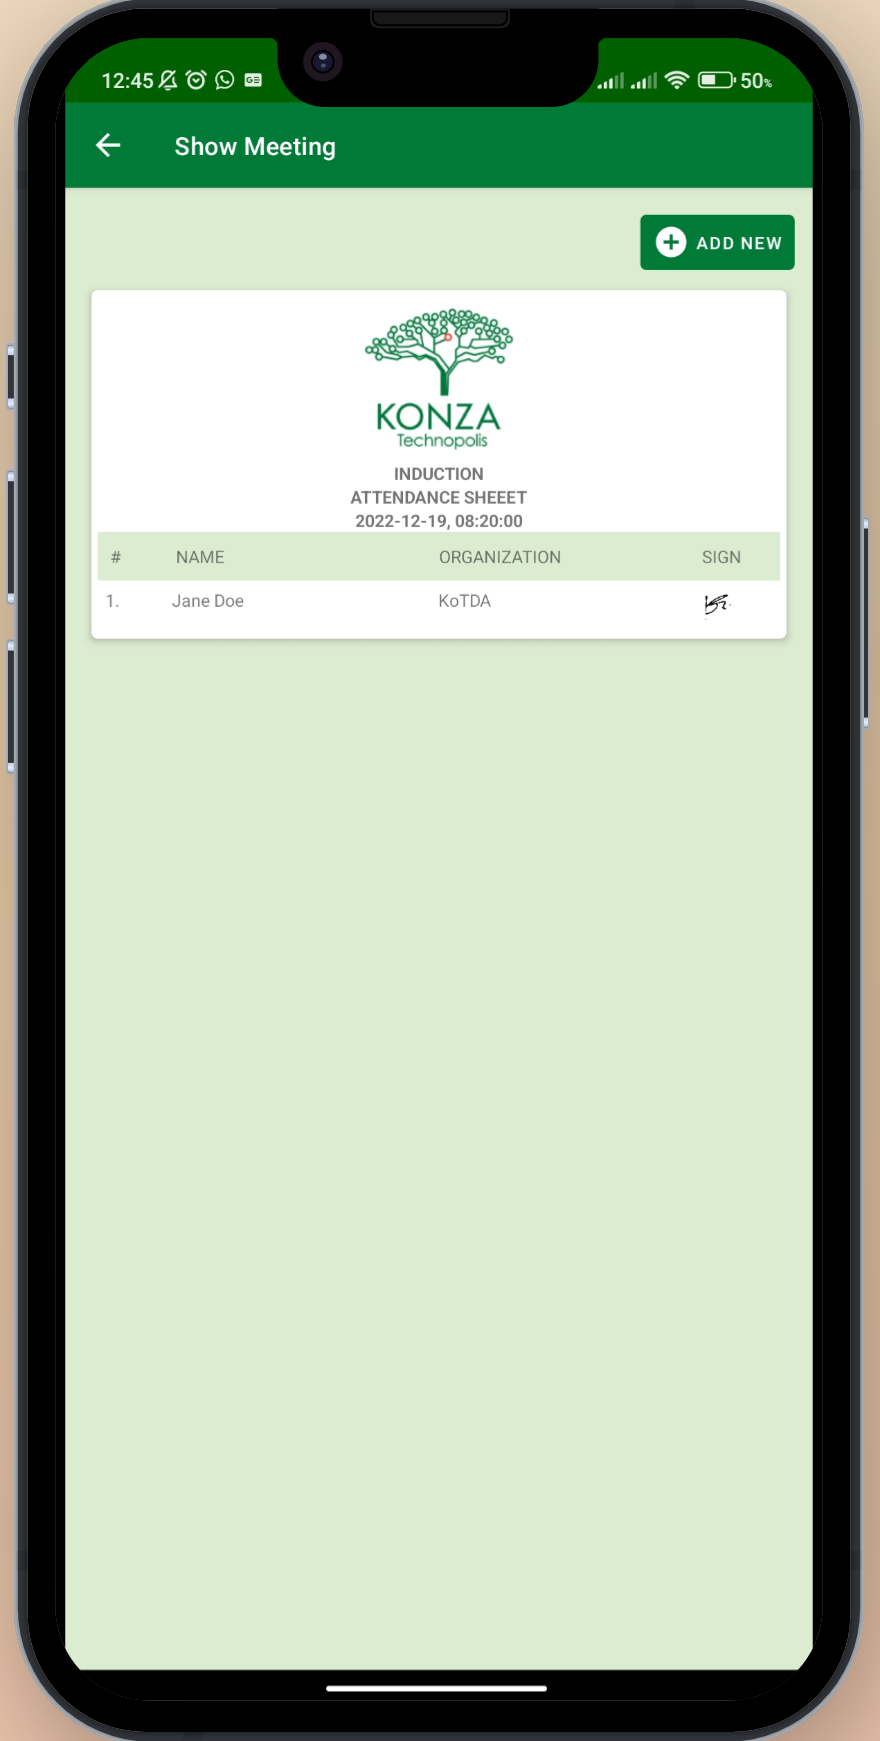 12:45 GE 50%
Show Meeting
ADD NEW
KONZA
Technopolis
INDUCTION
ATTENDANCE SHEEET
2022-12-19, 08:20:00
# NAME ORGANIZATION SIGN
1. Jane Doe KoTDA